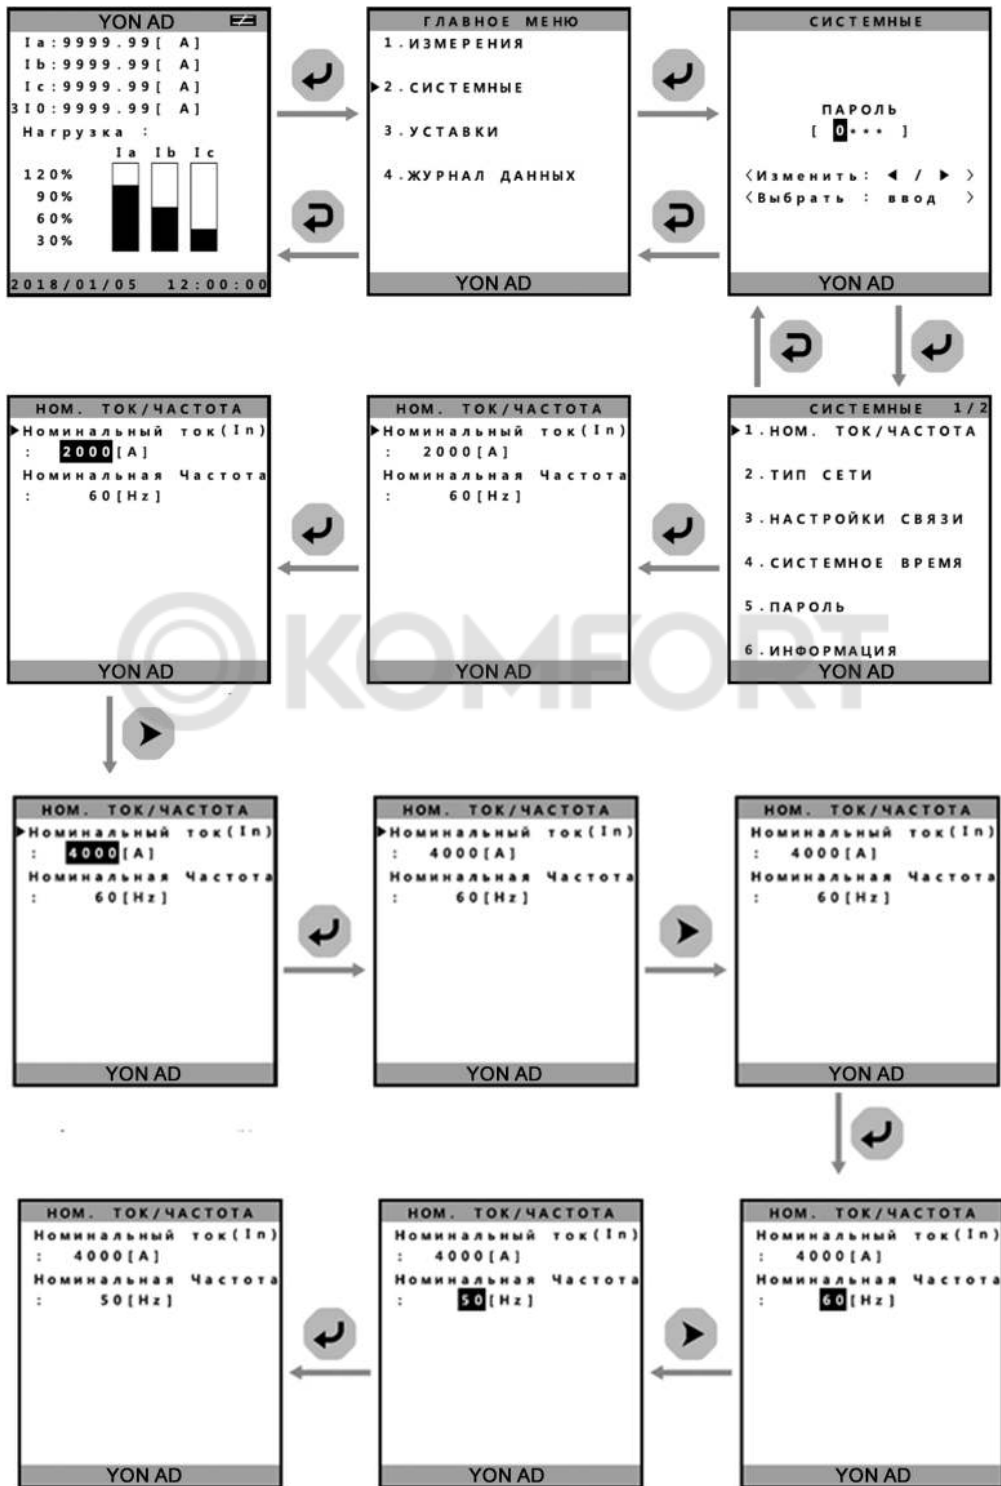 YON AD
Ia:9999.99[ A]
Ib:9999.99[ A]
Ic:9999.99[ A]
3I0:9999.99[ A]
Нагрузка :
Ia Ib Ic
120%
90%
60%
30%
2018/01/05 12:00:00
ГЛАВНОЕ МЕНЮ
1.ИЗМЕРЕНИЯ
▶2.СИСТЕМНЫЕ
3.УСТАВКИ
4.ЖУРНАЛ ДАННЫХ
YON AD
СИСТЕМНЫЕ
ПАРОЛЬ
[ 0*** ]
<Изменить: ◀ / ▶ >
<Выбрать : ввод >
YON AD
НОМ. ТОК/ЧАСТОТА
▶Номинальный ток(In)
: 2000[A]
Номинальная Частота
: 60[Hz]
YON AD
НОМ. ТОК/ЧАСТОТА
▶Номинальный ток(In)
: 2000[A]
Номинальная Частота
: 60[Hz]
YON AD
СИСТЕМНЫЕ 1/2
▶1.НОМ. ТОК/ЧАСТОТА
2.ТИП СЕТИ
3.НАСТРОЙКИ СВЯЗИ
4.СИСТЕМНОЕ ВРЕМЯ
5.ПАРОЛЬ
6.ИНФОРМАЦИЯ
YON AD
KOMFORT
НОМ. ТОК/ЧАСТОТА
▶Номинальный ток(In)
: 4000[A]
Номинальная Частота
: 60[Hz]
YON AD
НОМ. ТОК/ЧАСТОТА
▶Номинальный ток(In)
: 4000[A]
Номинальная Частота
: 60[Hz]
YON AD
НОМ. ТОК/ЧАСТОТА
Номинальный ток(In)
: 4000[A]
Номинальная Частота
: 60[Hz]
YON AD
НОМ. ТОК/ЧАСТОТА
Номинальный ток(In)
: 4000[A]
Номинальная Частота
: 50[Hz]
YON AD
НОМ. ТОК/ЧАСТОТА
Номинальный ток(In)
: 4000[A]
Номинальная Частота
: 50[Hz]
YON AD
НОМ. ТОК/ЧАСТОТА
Номинальный ток(In)
: 4000[A]
Номинальная Частота
: 60[Hz]
YON AD